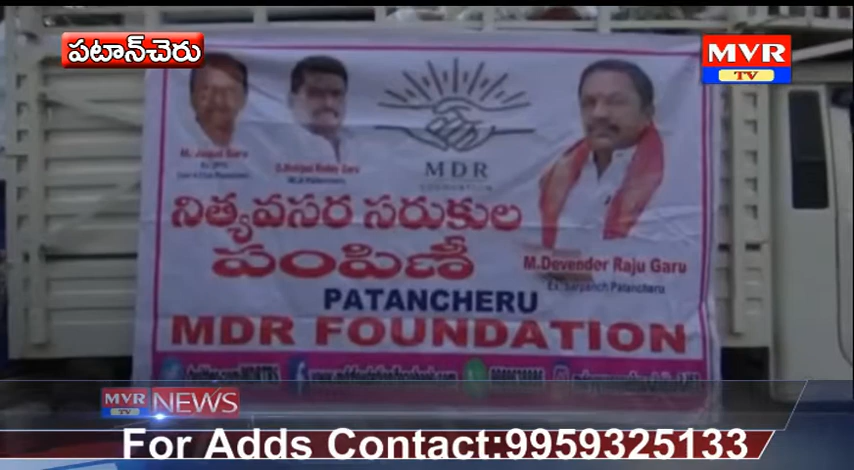 పటాన్‌చెరు
MVR
TV
MDR
FOUNDATION
నిత్యవసర సరుకుల
పంపిణీ
M.Devender Raju Garu
Ex. Sarpanch Patancheru
PATANCHERU
MDR FOUNDATION
MVR
TV
NEWS
For Adds Contact:9959325133